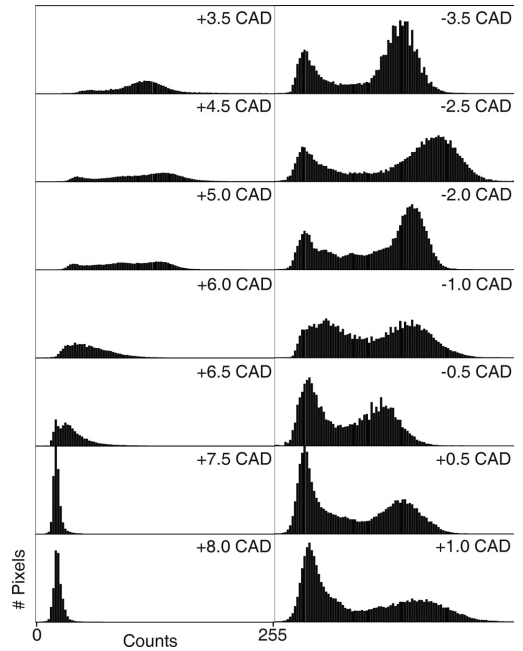 +3.5 CAD
-3.5 CAD
+4.5 CAD
-2.5 CAD
+5.0 CAD
-2.0 CAD
+6.0 CAD
-1.0 CAD
+6.5 CAD
-0.5 CAD
+7.5 CAD
+0.5 CAD
+8.0 CAD
+1.0 CAD
# Pixels
0
Counts
255